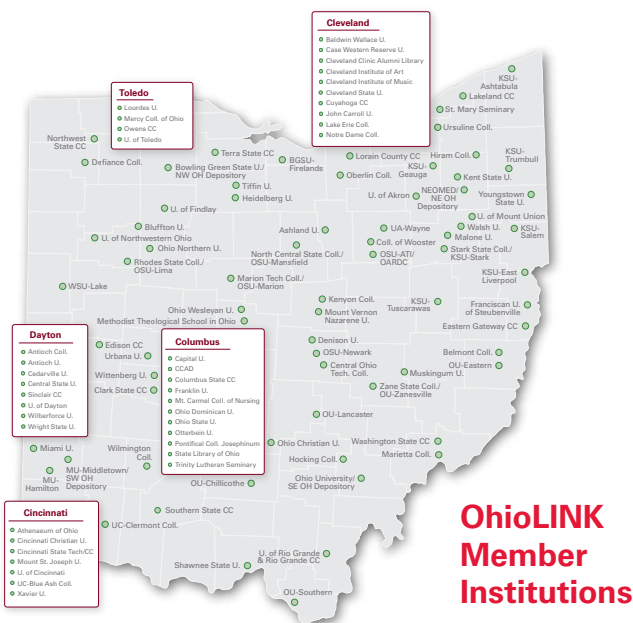 Cleveland
Baldwin Wallace U.
Case Western Reserve U.
Cleveland Clinic Alumni Library
Cleveland Institute of Art
Cleveland Institute of Music
Cleveland State U.
Cuyahoga CC
John Carroll U.
Lake Erie Coll.
Notre Dame Coll.
Toledo
Lourdes U.
Mercy Coll. of Ohio
Owens CC
U. of Toledo
KSU-
Ashtabula
Lakeland CC
St. Mary Seminary
Ursuline Coll.
Northwest
State CC
Defiance Coll.
Terra State CC
Bowling Green State U./
NW OH Depository
BGSU-
Firelands
Lorain County CC
Oberlin Coll.
KSU-
Geauga
Hiram Coll.
KSU-
Trumbull
Kent State U.
Tiffin U.
Heidelberg U.
U. of Akron
NEOMED/
NE OH
Depository
Youngstown
State U.
U. of Findlay
U. of Mount Union
Bluffton U.
U. of Northwestern Ohio
Ohio Northern U.
Rhodes State Coll./
OSU-Lima
Ashland U.
North Central State Coll./
OSU-Mansfield
UA-Wayne
Coll. of Wooster
OSU-ATI/
OARDC
Walsh U.
Malone U.
KSU-
Salem
Stark State Coll./
KSU-Stark
KSU-East
Liverpool
WSU-Lake
Marion Tech Coll./
OSU-Marion
Ohio Wesleyan U.
Methodist Theological School in Ohio
Kenyon Coll.
Mount Vernon
Nazarene U.
KSU-
Tuscarawas
Franciscan U.
of Steubenville
Eastern Gateway CC
Dayton
Antioch Coll.
Antioch U.
Cedarville U.
Central State U.
Sinclair CC
U. of Dayton
Wilberforce U.
Wright State U.
Edison CC
Urbana U.
Wittenberg U.
Clark State CC
Columbus
Capital U.
CCAD
Columbus State CC
Franklin U.
Mt. Carmel Coll. of Nursing
Ohio Dominican U.
Ohio State U.
Otterbein U.
Pontifical Coll. Josephinum
State Library of Ohio
Trinity Lutheran Seminary
Denison U.
OSU-Newark
Central Ohio
Tech. Coll.
Belmont Coll.
OU-Eastern
Muskingum U.
Zane State Coll./
OU-Zanesville
OU-Lancaster
Miami U.
MU-
Hamilton
MU-Middletown/
SW OH
Depository
Wilmington
Coll.
Ohio Christian U.
Hocking Coll.
Washington State CC
Marietta Coll.
OU-Chillicothe
Ohio University/
SE OH Depository
Cincinnati
Athenaeum of Ohio
Cincinnati Christian U.
Cincinnati State Tech/CC
Mount St. Joseph U.
U. of Cincinnati
UC-Blue Ash Coll.
Xavier U.
Southern State CC
UC-Clermont Coll.
Shawnee State U.
U. of Rio Grande
& Rio Grande CC
OU-Southern
OhioLINK
Member
Institutions